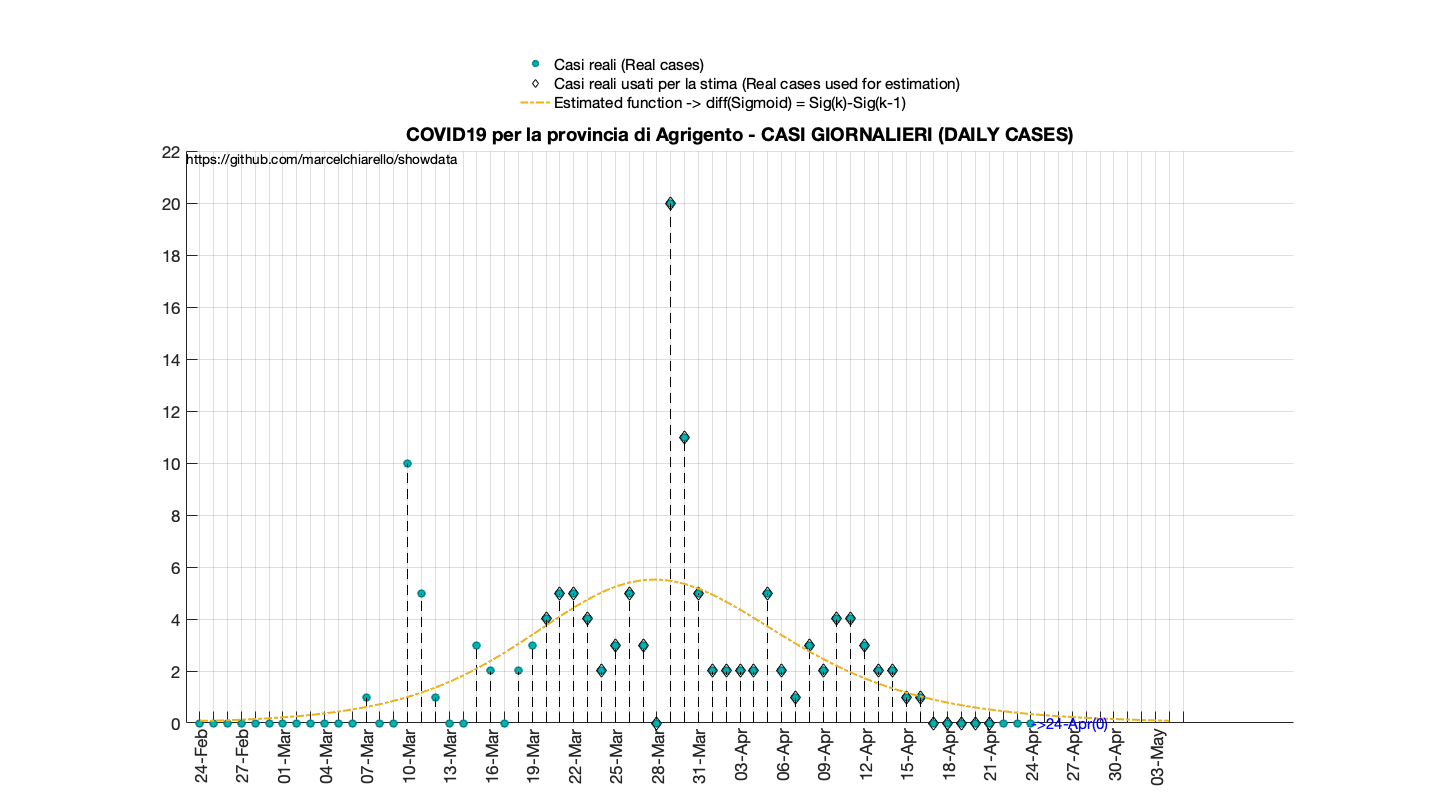 Casi reali (Real cases)
Casi reali usati per la stima (Real cases used for estimation)
Estimated function -> diff(Sigmoid) = Sig(k)-Sig(k-1)
COVID19 per la provincia di Agrigento - CASI GIORNALIERI (DAILY CASES)
https://github.com/marcelchiarello/showdata
22
20
18
16
14
12
10
8
6
4
2
0
->24-Apr(0)
24-Feb
27-Feb
01-Mar
04-Mar
07-Mar
10-Mar
13-Mar
16-Mar
19-Mar
22-Mar
25-Mar
28-Mar
31-Mar
03-Apr
06-Apr
09-Apr
12-Apr
15-Apr
18-Apr
21-Apr
24-Apr
27-Apr
30-Apr
03-May